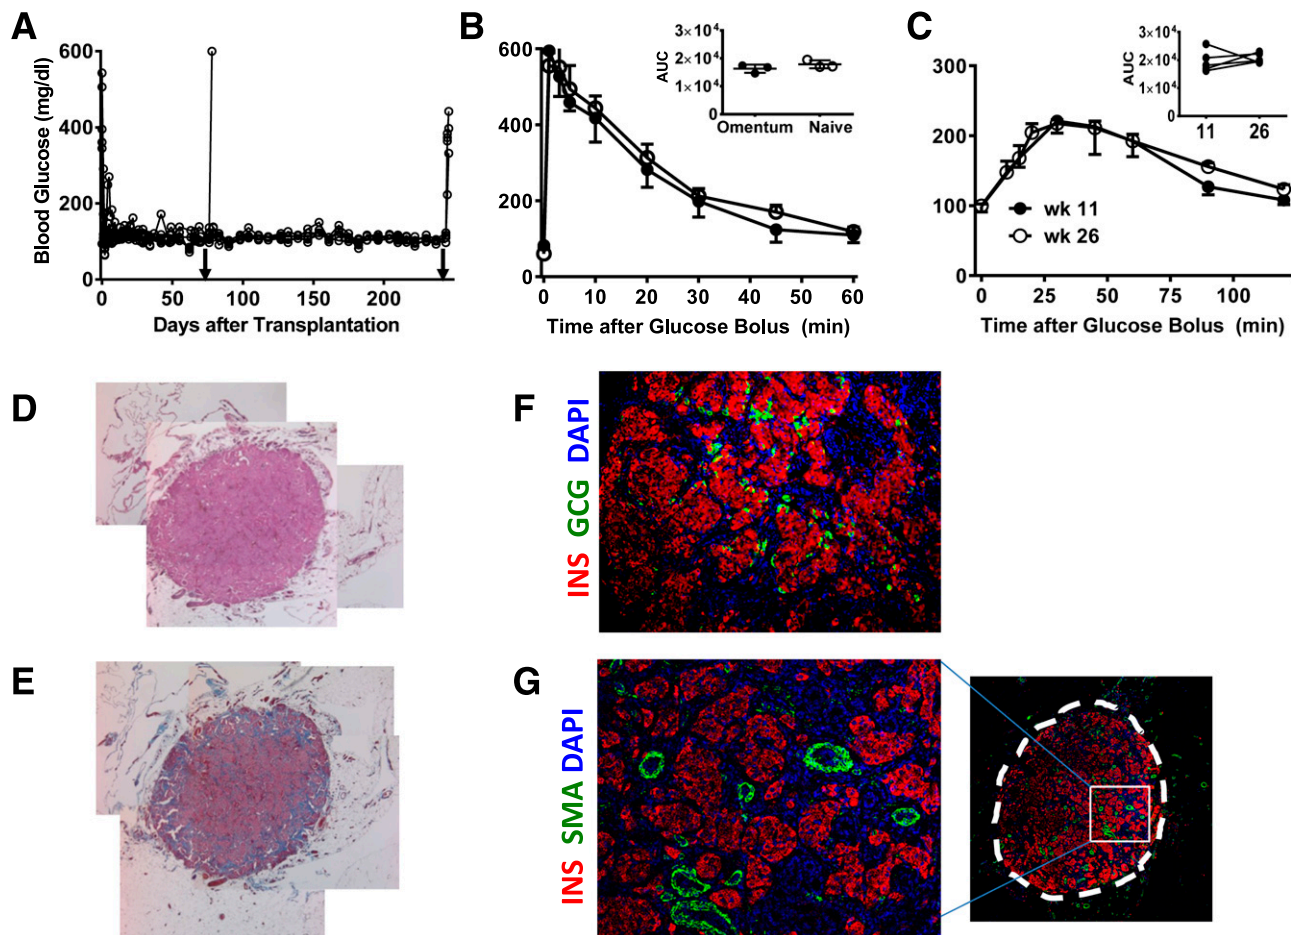 A
Blood Glucose (mg/dl)
600
400
200
0
0 50 100 150 200
Days after Transplantation
B
600
400
200
0
0 10 20 30 40 50 60
Time after Glucose Bolus (min)
AUC
3×10⁴
2×10⁴
1×10⁴
0
Omentum Naive
C
300
200
100
0
0 25 50 75 100
Time after Glucose Bolus (min)
wk 11
wk 26
AUC
3×10⁴
2×10⁴
1×10⁴
0
11 26
D
E
F
INS GCG DAPI
G
INS SMA DAPI